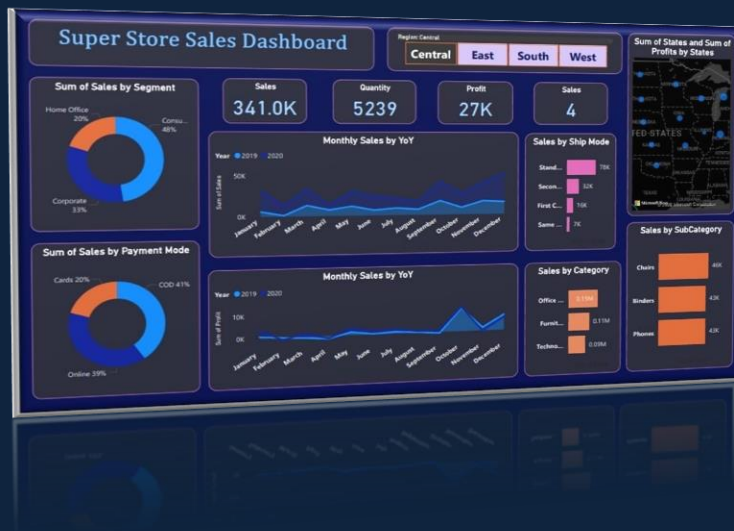 Super Store Sales Dashboard
Region Central
Central East South West
Sum of States and Sum of
Profits by States
Sum of Sales by Segment
Home Office
20%
Consu...
48%
Corporate
33%
Sales
341.0K
Quantity
5239
Profit
27K
Sales
4
Monthly Sales by YoY
Year 2019 2020
Sum of Sales
50K
0K
January February March April May June July August September October November December
Sales by Ship Mode
Stand... 78K
Secon... 32K
First C...
Same ... 7K
TED STATES
Sum of Sales by Payment Mode
Cards 20%
COD 41%
Online 39%
Monthly Sales by YoY
Year 2019 2020
Sum of Profit
10K
0K
January February March April May June July August September October November December
Sales by Category
Office ... 0.15M
Furnit... 0.11M
Techno... 0.09M
Sales by SubCategory
Chairs 46K
Binders 43K
Phones 42K